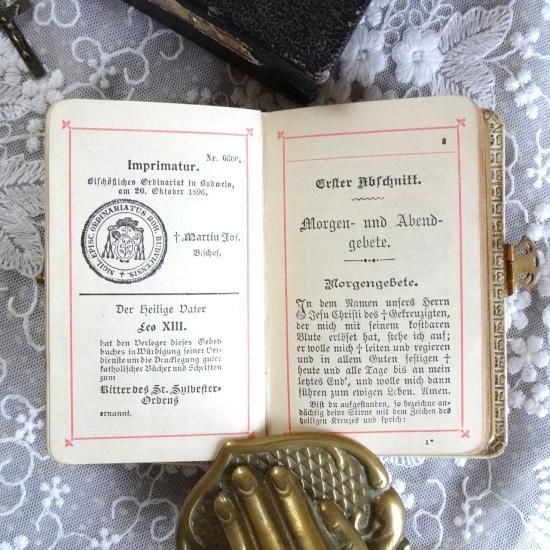 Nr. 6600.
Imprimatur.
Bischöfliches Ordinariat in Budweis,
am 20. Oktober 1896.
SIGIL. EPISC. ORDINARIATUS BOH. BUDVICENSIS.
†. Martin Jos.
Bischof.
Der Heilige Vater
Leo XIII.
hat den Verleger dieses Gebet-
buches in Würdigung seiner Ver-
dienste um die Drucklegung guter
katholischer Bücher und Schriften
zum
Ritter des St. Sylvester-
Ordens
ernannt.
3
Erster Abschnitt.
Morgen- und Abend-
gebete.
Morgengebete.
In dem Namen unsers Herrn
Jesu Christi des † Gekreuzigten,
der mich mit seinem kostbaren
Blute erlöset hat, stehe ich auf;
er wolle mich † leiten und regieren
und in allem Guten festigen †
heute und alle Tage bis an mein
letztes End', und wolle mich dann
führen zum ewigen Leben. Amen.
Bist du aufgestanden, so bezeichne an-
dächtig deine Stirne mit dem Zeichen des
heiligen Kreuzes und sprich:
1*